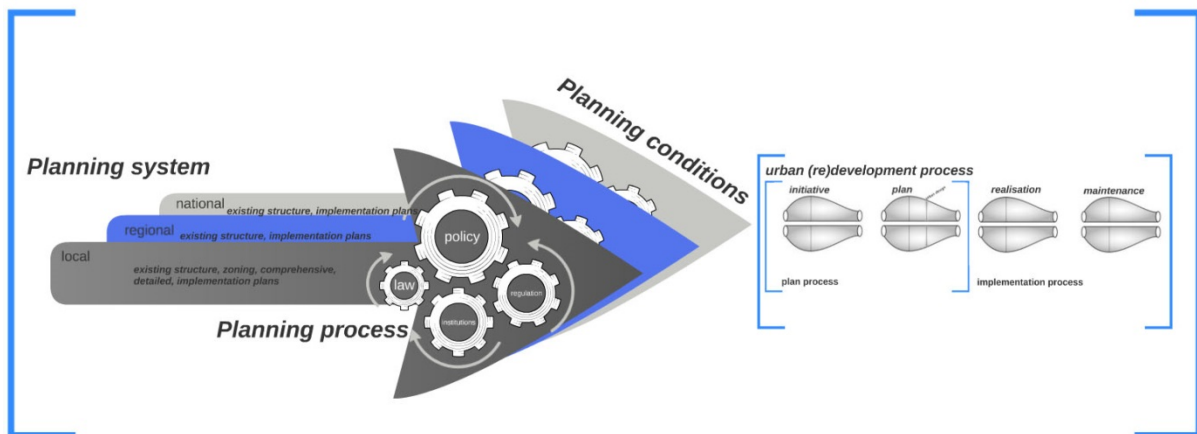 Planning system
national
existing structure, implementation plans
regional
existing structure, implementation plans
local
existing structure, zoning, comprehensive,
detailed, implementation plans
Planning process
policy
law
regulation
institutions
Planning conditions
urban (re)development process
initiative
plan
realisation
maintenance
plan process
implementation process